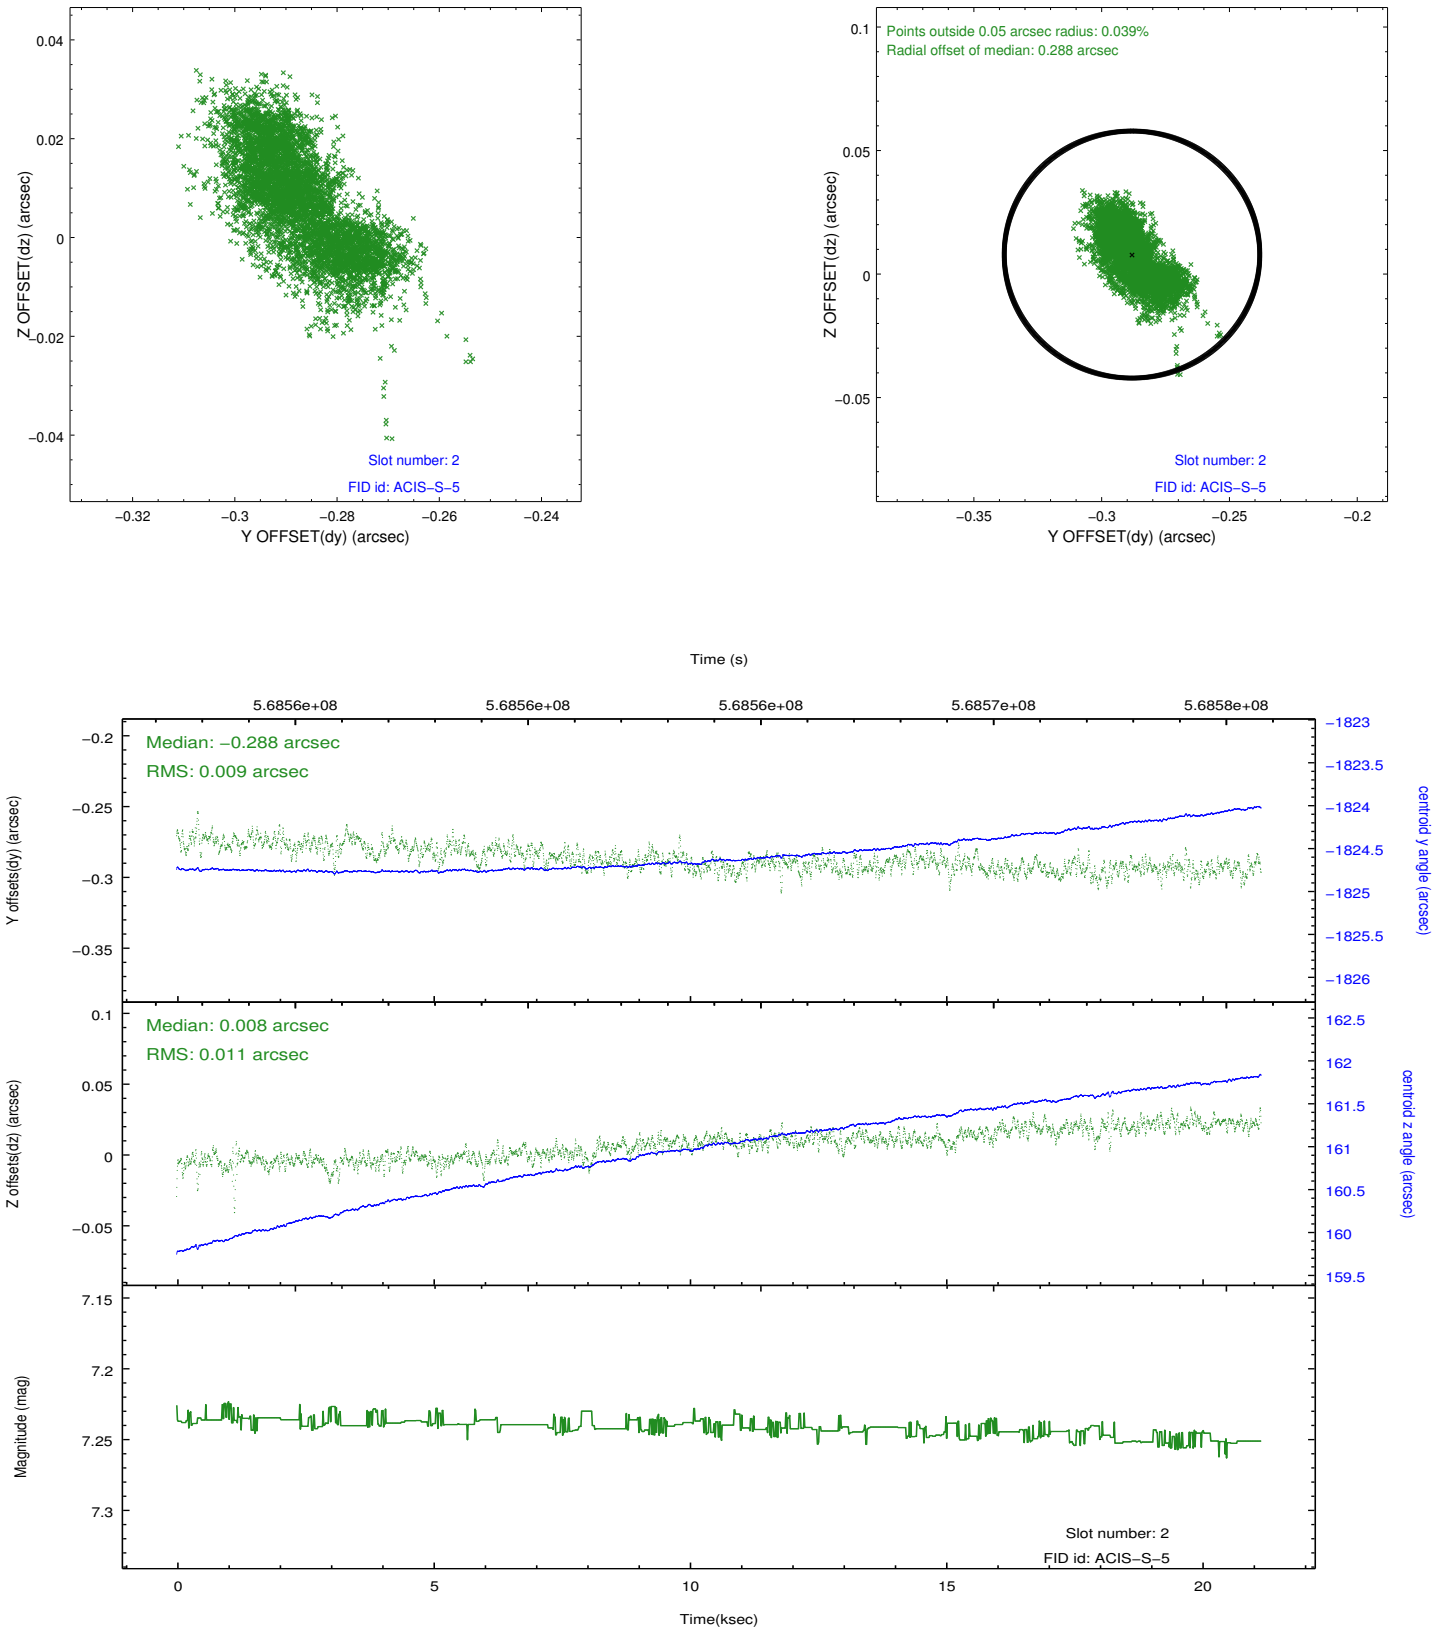 0.04
0.02
0
−0.02
−0.04
Z OFFSET(dz) (arcsec)
Slot number: 2
FID id: ACIS−S−5
−0.32
−0.3
−0.28
−0.26
−0.24
Y OFFSET(dy) (arcsec)
Points outside 0.05 arcsec radius: 0.039%
Radial offset of median: 0.288 arcsec
0.1
0.05
0
−0.05
Z OFFSET(dz) (arcsec)
Slot number: 2
FID id: ACIS−S−5
−0.35
−0.3
−0.25
−0.2
Y OFFSET(dy) (arcsec)
Time (s)
5.6856e+08
5.6856e+08
5.6856e+08
5.6857e+08
5.6858e+08
Median: −0.288 arcsec
RMS: 0.009 arcsec
−0.2
−0.25
−0.3
−0.35
Y offsets(dy) (arcsec)
−1823
−1823.5
−1824
−1824.5
−1825
−1825.5
−1826
centroid y angle (arcsec)
Median: 0.008 arcsec
RMS: 0.011 arcsec
0.1
0.05
0
−0.05
Z offsets(dz) (arcsec)
162.5
162
161.5
161
160.5
160
159.5
centroid z angle (arcsec)
7.15
7.2
7.25
7.3
Magnitude (mag)
Slot number: 2
FID id: ACIS−S−5
0
5
10
15
20
Time(ksec)